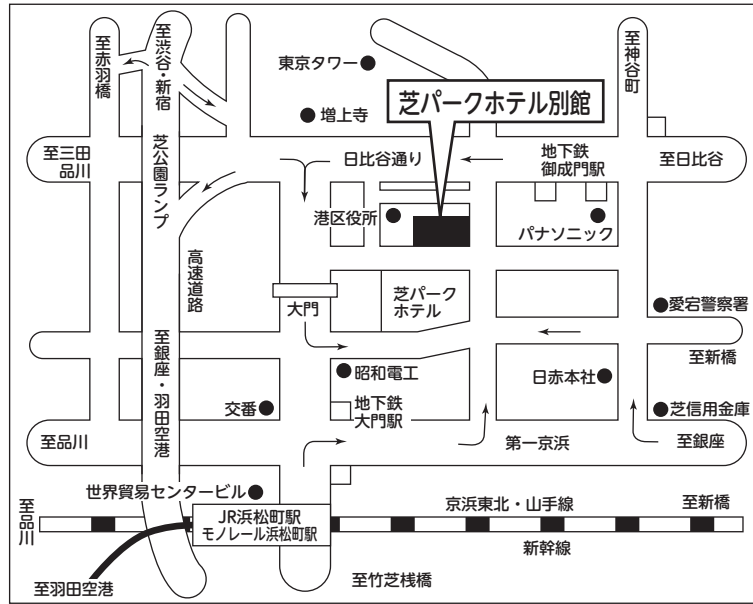 至赤羽橋
至渋谷・新宿
東京タワー
芝パークホテル別館
至神谷町
増上寺
至三田
品川
芝公園ランプ
日比谷通り
地下鉄
御成門駅
至日比谷
港区役所
パナソニック
高速道路
大門
芝パーク
ホテル
愛宕警察署
至新橋
至銀座・羽田空港
昭和電工
日赤本社
交番
地下鉄
大門駅
芝信用金庫
至品川
第一京浜
至銀座
世界貿易センタービル
至品川
JR浜松町駅
モノレール浜松町駅
京浜東北・山手線
至新橋
新幹線
至羽田空港
至竹芝桟橋